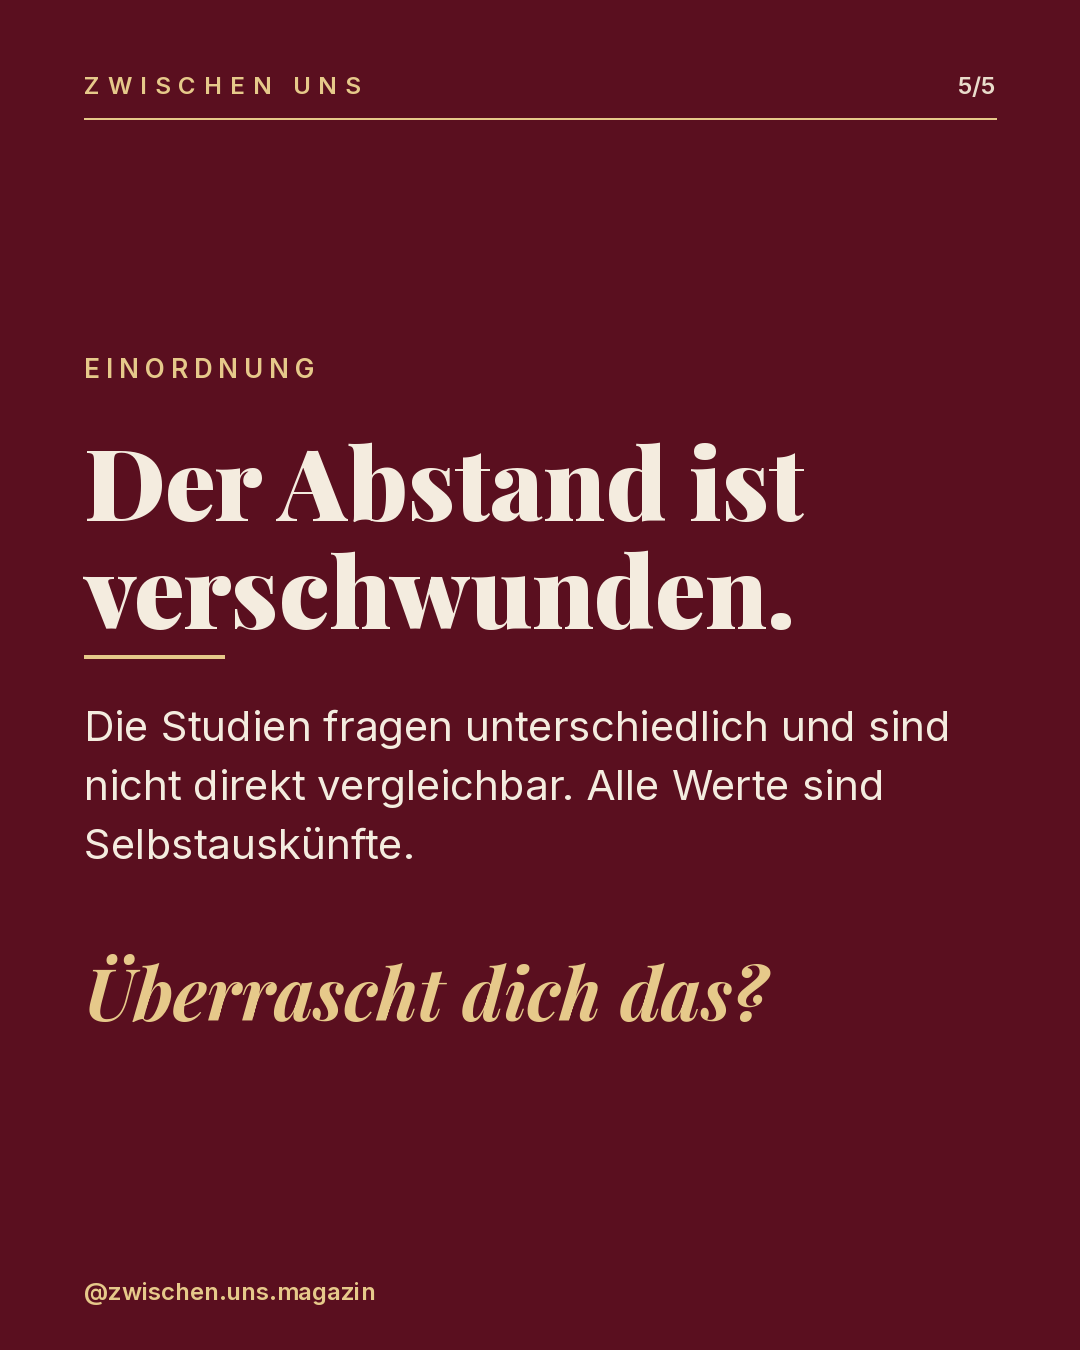 ZWISCHEN UNS
5/5
EINORDNUNG
Der Abstand ist
verschwunden.
Die Studien fragen unterschiedlich und sind
nicht direkt vergleichbar. Alle Werte sind
Selbstauskünfte.
Überrascht dich das?
@zwischen.uns.magazin